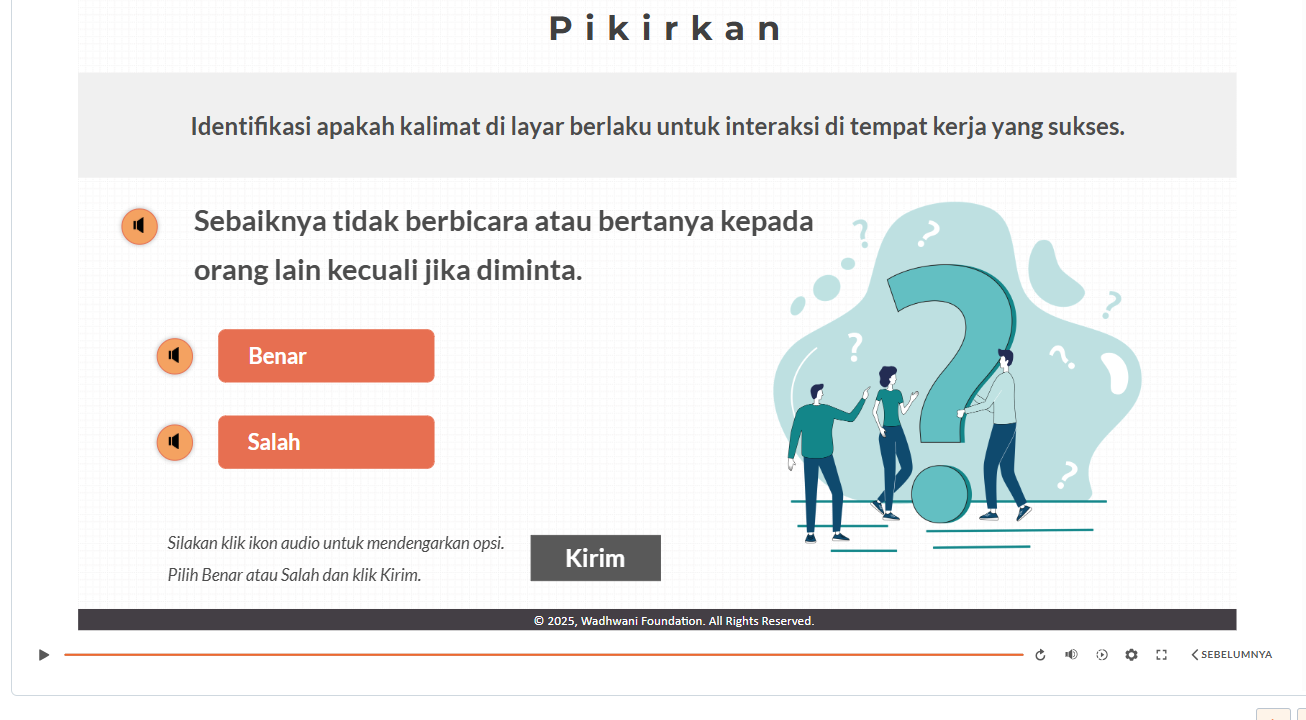 Pikirkan
Identifikasi apakah kalimat di layar berlaku untuk interaksi di tempat kerja yang sukses.
Sebaiknya tidak berbicara atau bertanya kepada
orang lain kecuali jika diminta.
Benar
Salah
Silakan klik ikon audio untuk mendengarkan opsi.
Pilih Benar atau Salah dan klik Kirim.
Kirim
© 2025, Wadhwani Foundation. All Rights Reserved.
SEBELUMNYA